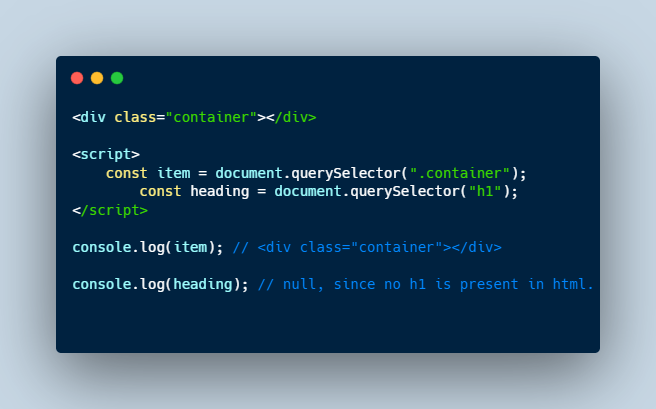 <div class="container"></div>
<script>
const item = document.querySelector(".container");
const heading = document.querySelector("h1");
</script>
console.log(item); // <div class="container"></div>
console.log(heading); // null, since no h1 is present in html.